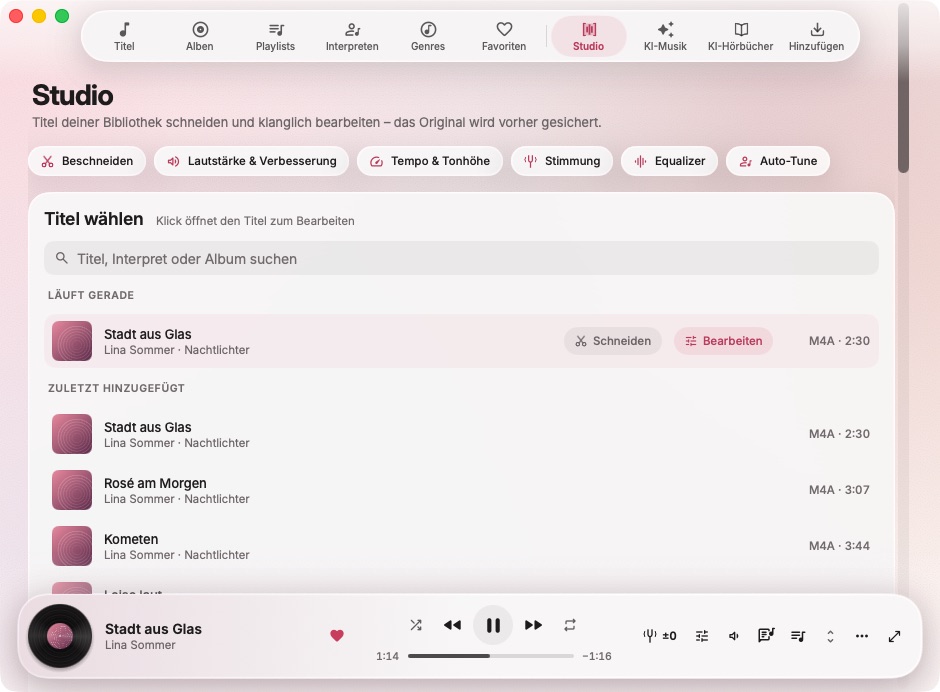 Titel
Alben
Playlists
Interpreten
Genres
Favoriten
Studio
KI-Musik
KI-Hörbücher
Hinzufügen
Studio
Titel deiner Bibliothek schneiden und klanglich bearbeiten – das Original wird vorher gesichert.
Beschneiden
Lautstärke & Verbesserung
Tempo & Tonhöhe
Stimmung
Equalizer
Auto-Tune
Titel wählen Klick öffnet den Titel zum Bearbeiten
Titel, Interpret oder Album suchen
LÄUFT GERADE
Stadt aus Glas
Lina Sommer · Nachtlichter
Schneiden
Bearbeiten
M4A · 2:30
ZULETZT HINZUGEFÜGT
Stadt aus Glas
Lina Sommer · Nachtlichter
M4A · 2:30
Rosé am Morgen
Lina Sommer · Nachtlichter
M4A · 3:07
Kometen
Lina Sommer · Nachtlichter
M4A · 3:44
Stadt aus Glas
Lina Sommer
1:14
−1:16
±0